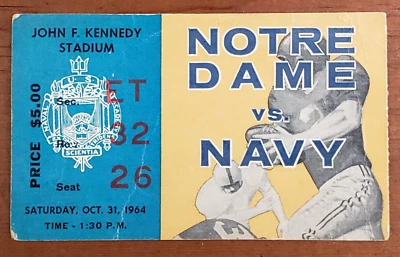 JOHN F. KENNEDY
STADIUM
PRICE $5.00
Sec. ET
Row 32
Seat 26
SCIENTIA
SATURDAY, OCT. 31, 1964
TIME - 1:30 P.M.
NOTRE
DAME
vs.
NAVY